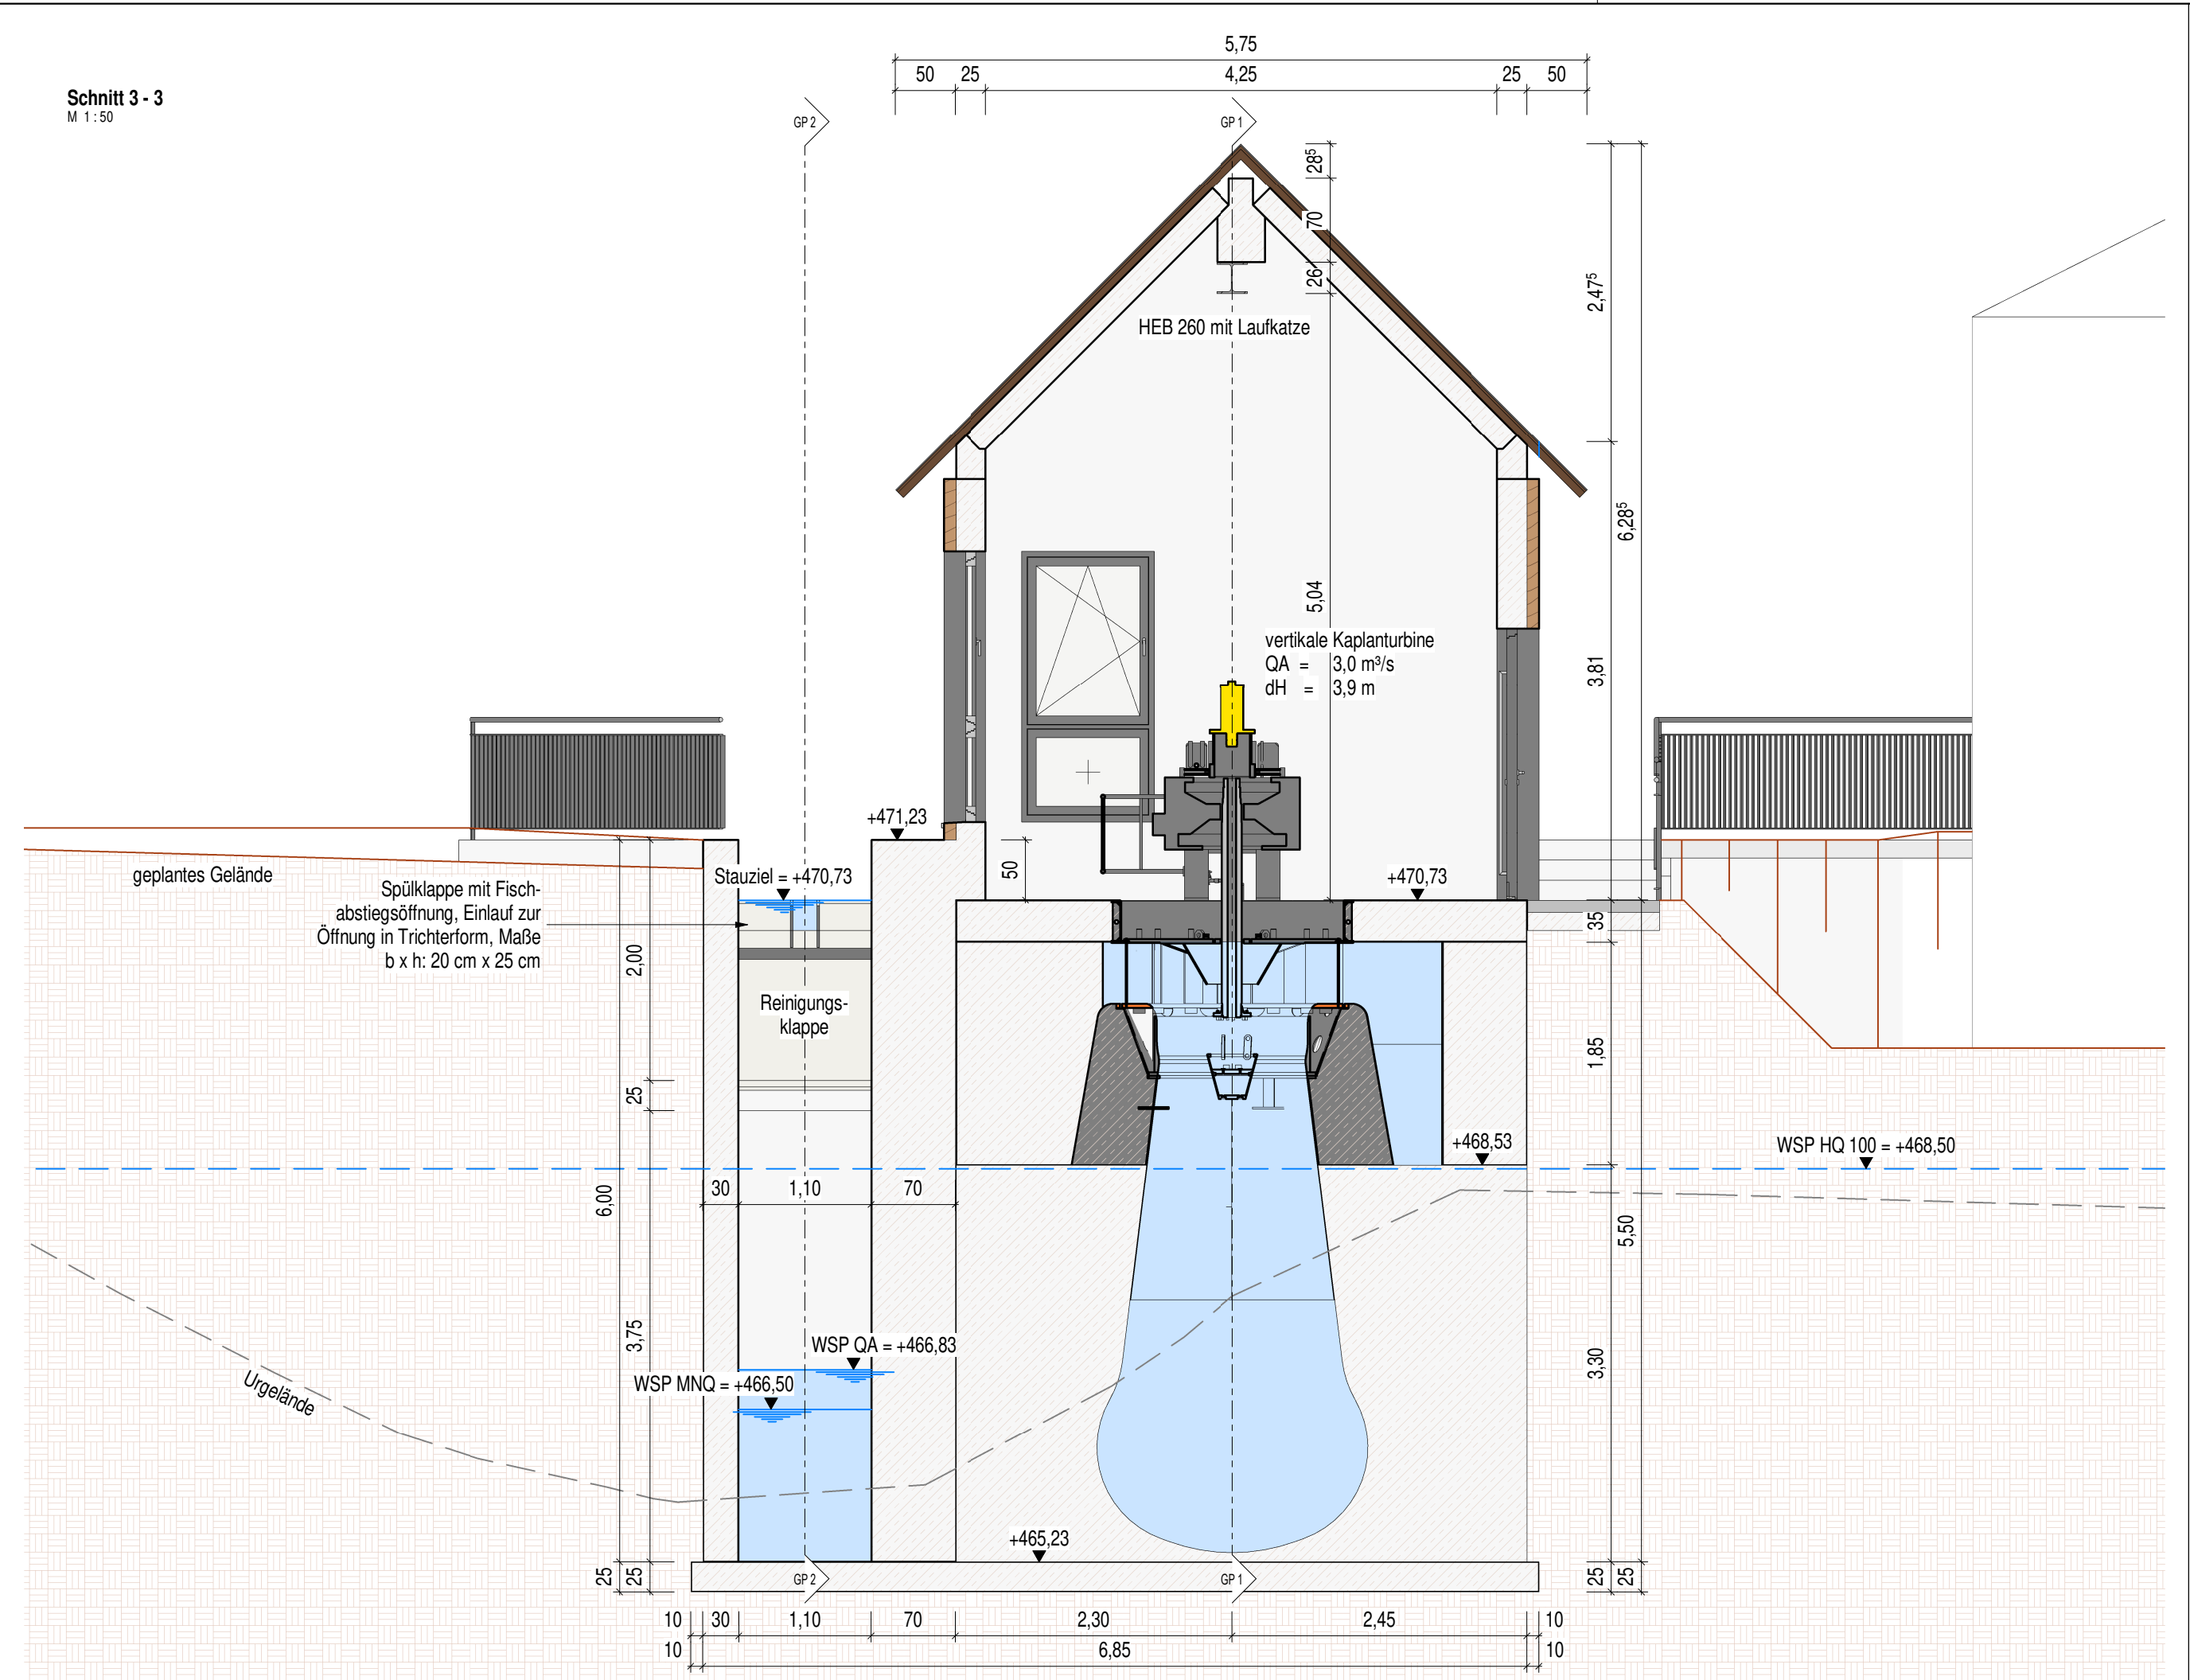 Schnitt 3 - 3
M 1 : 50
5,75
50 25 4,25 25 50
GP 2
GP 1
28⁵
70
26
HEB 260 mit Laufkatze
2,47⁵
6,28⁵
5,04
3,81
vertikale Kaplanturbine
QA = 3,0 m³/s
dH = 3,9 m
+471,23
50
geplantes Gelände
Stauziel = +470,73
+470,73
Spülklappe mit Fisch-
abstiegsöffnung, Einlauf zur
Öffnung in Trichterform, Maße
b x h: 20 cm x 25 cm
35
2,00
Reinigungs-
klappe
1,85
25
+468,53
WSP HQ 100 = +468,50
30 1,10 70
6,00
5,50
3,75
3,30
WSP QA = +466,83
WSP MNQ = +466,50
Urgelände
+465,23
25 25
GP 2
GP 1
25 25
10 30 1,10 70 2,30 2,45 10
10 6,85 10